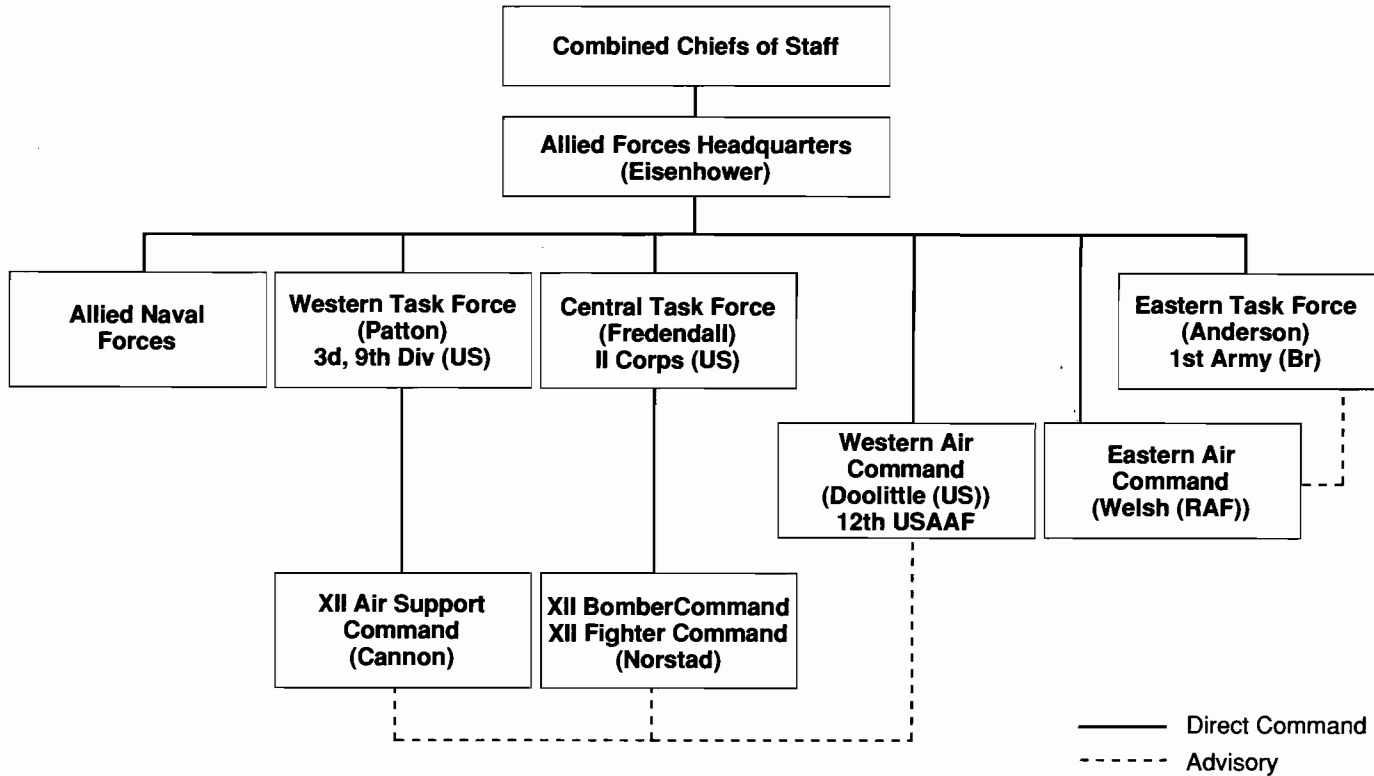 Combined Chiefs of Staff
Allied Forces Headquarters
(Eisenhower)
Allied Naval
Forces
Western Task Force
(Patton)
3d, 9th Div (US)
Central Task Force
(Fredendall)
II Corps (US)
Eastern Task Force
(Anderson)
1st Army (Br)
Western Air
Command
(Doolittle (US))
12th USAAF
Eastern Air
Command
(Welsh (RAF))
XII Air Support
Command
(Cannon)
XII BomberCommand
XII Fighter Command
(Norstad)
Direct Command
Advisory